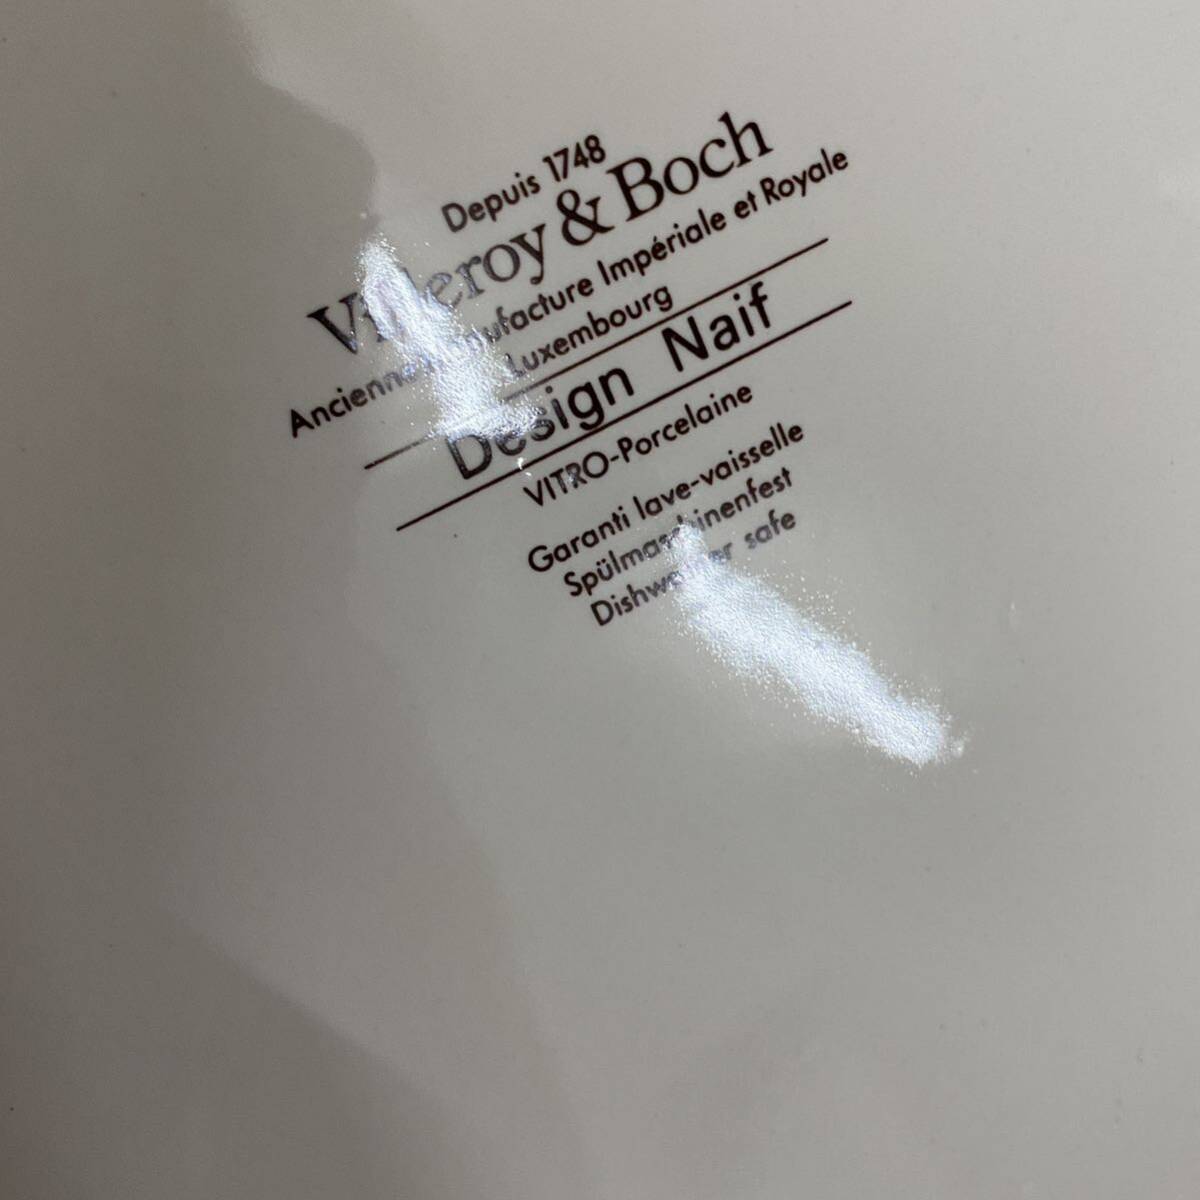 Depuis 1748
Villeroy & Boch
Ancienne Manufacture Impériale et Royale
Luxembourg
Design Naif
VITRO-Porcelaine
Garanti lave-vaisselle
Spülmaschinenfest
Dishwasher safe